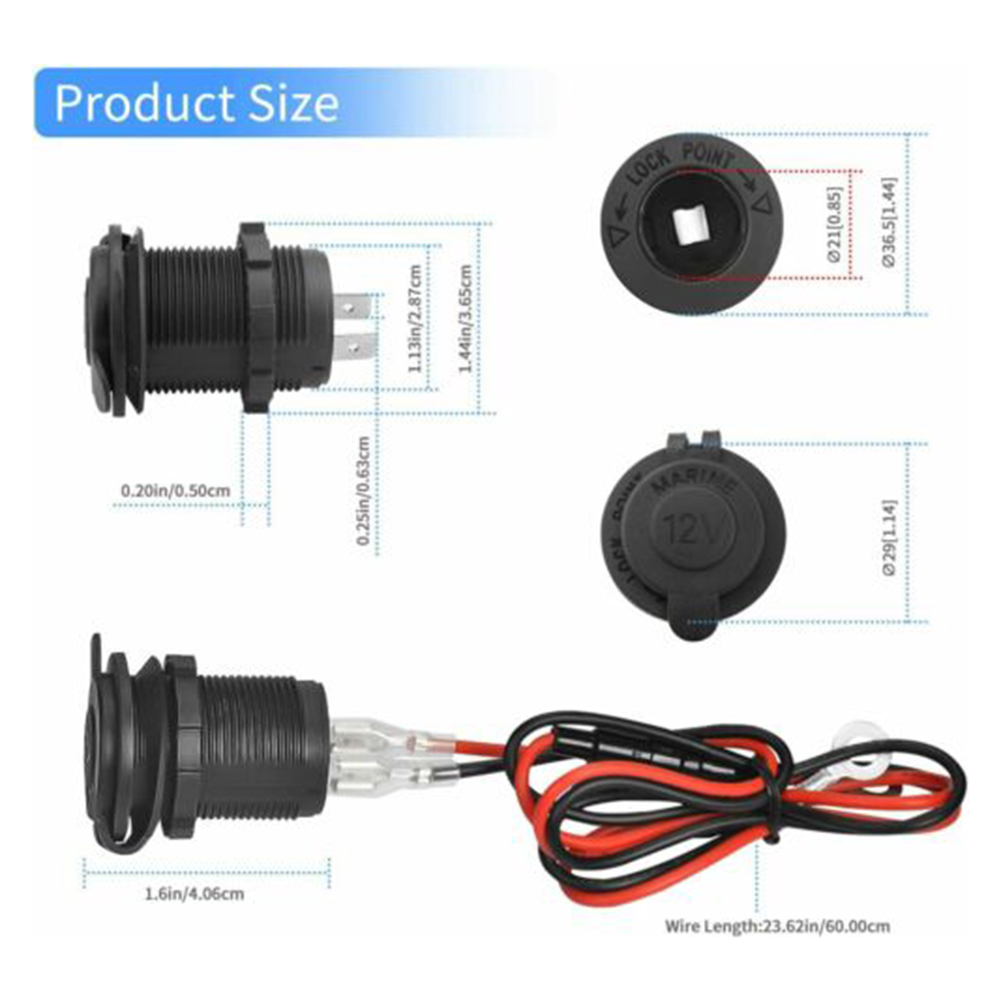 Product Size
LOCK POINT
Ø21[0.85]
Ø36.5[1.44]
1.13in/2.87cm
1.44in/3.65cm
0.20in/0.50cm
0.25in/0.63cm
MARINE
12V
LOCK POINT
Ø29[1.14]
1.6in/4.06cm
Wire Length:23.62in/60.00cm